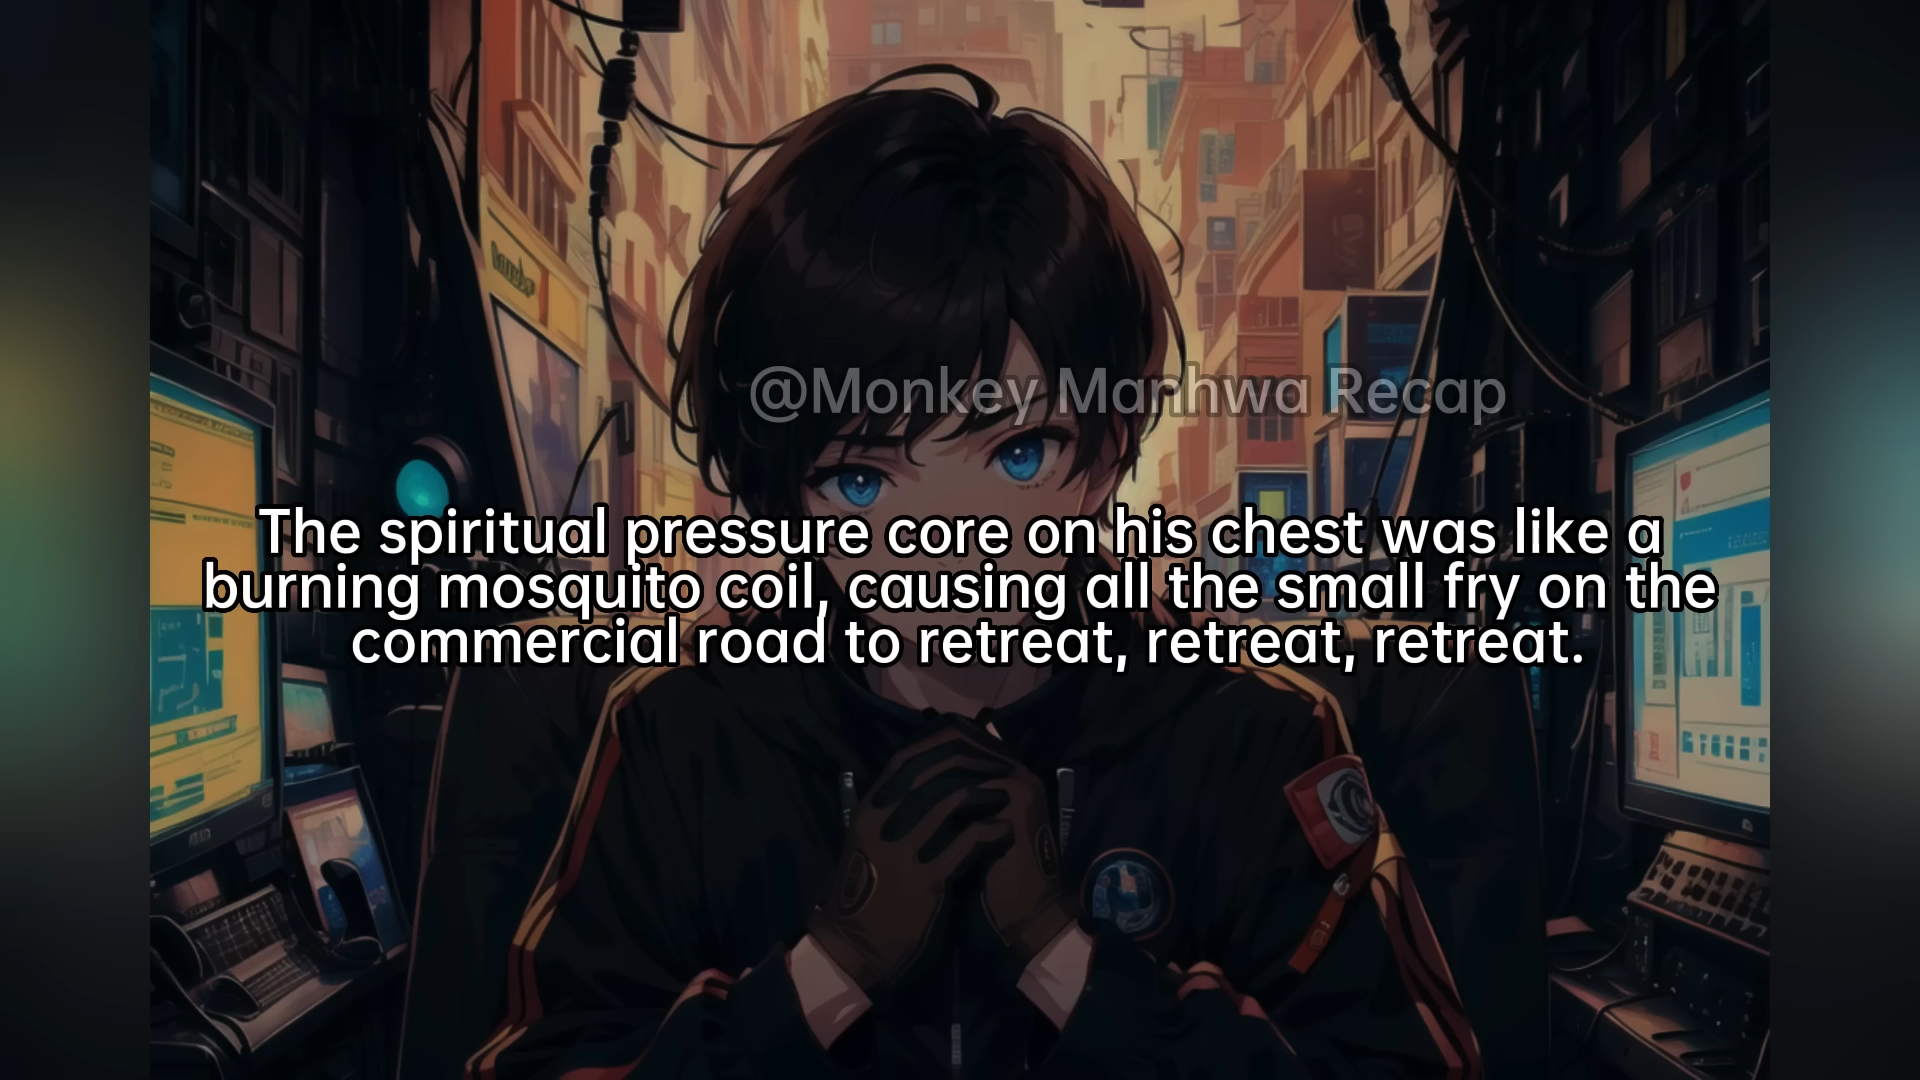 @Monkey Manhwa Recap
The spiritual pressure core on his chest was like a
burning mosquito coil, causing all the small fry on the
commercial road to retreat, retreat, retreat.